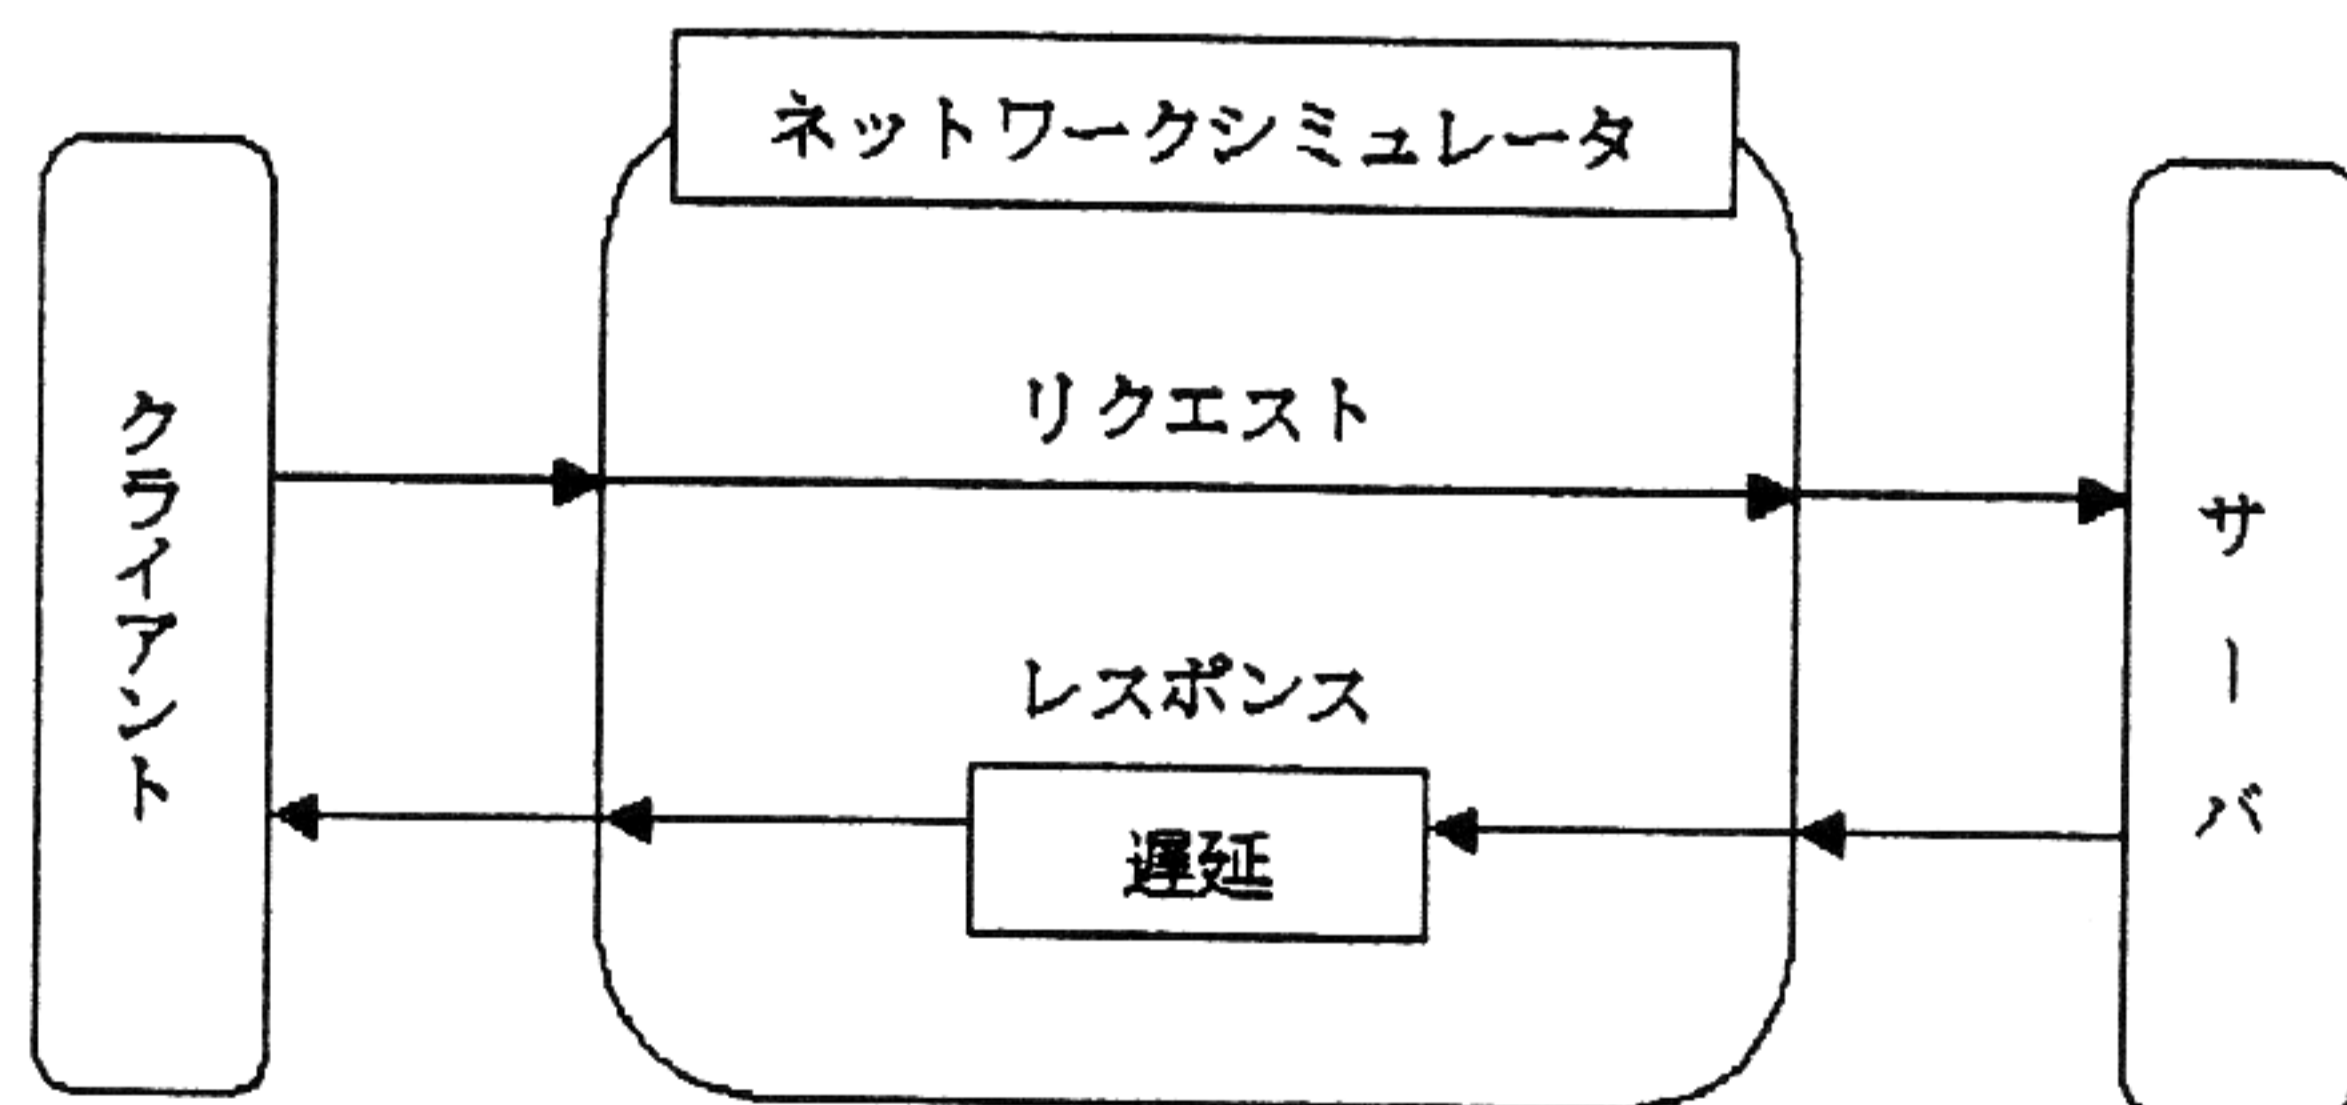 ネットワークシミュレータ
クライアント
リクエスト
レスポンス
遅延
サーバ